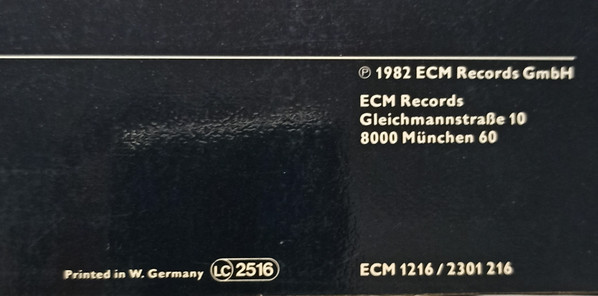 ℗ 1982 ECM Records GmbH
ECM Records
Gleichmannstraße 10
8000 München 60
Printed in W. Germany LC 2516
ECM 1216 / 2301 216